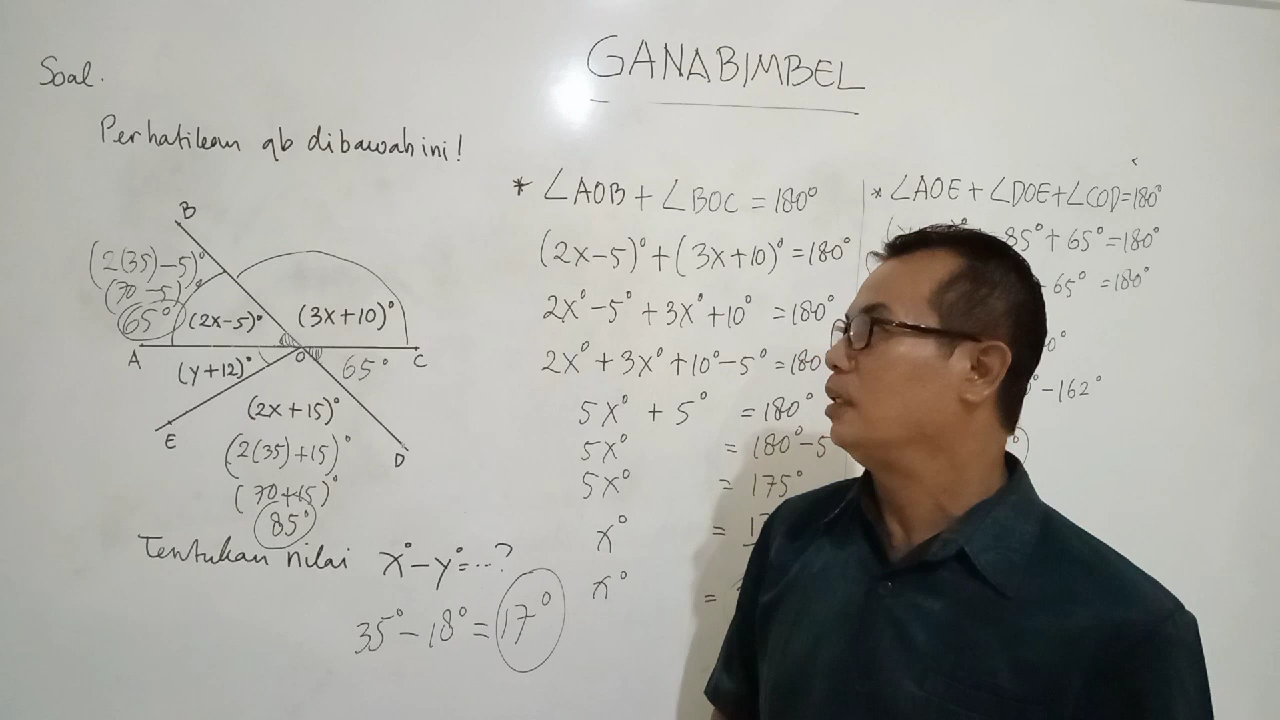 GANABIMBEL
Soal.
Perhatikan gb dibawah ini!
B
(2(35)-5)°
(70-5)°
65°
(2x-5)°
(3x+10)°
A
O
C
(y+12)°
65°
(2x+15)°
E
D
(2(35)+15)°
(70+15)°
85°
Tentukan nilai x°-y°=...?
35°-18°=17°
* ∠AOB+∠BOC=180°
(2x-5)°+(3x+10)°=180°
2x°-5°+3x°+10°=180°
2x°+3x°+10°-5°=180
5x°+5°=180°
5x°=180°-5
5x°=175°
x°=
x°=
* ∠AOE+∠DOE+∠COD=180°
85°+65°=180°
65°=180°
-162°